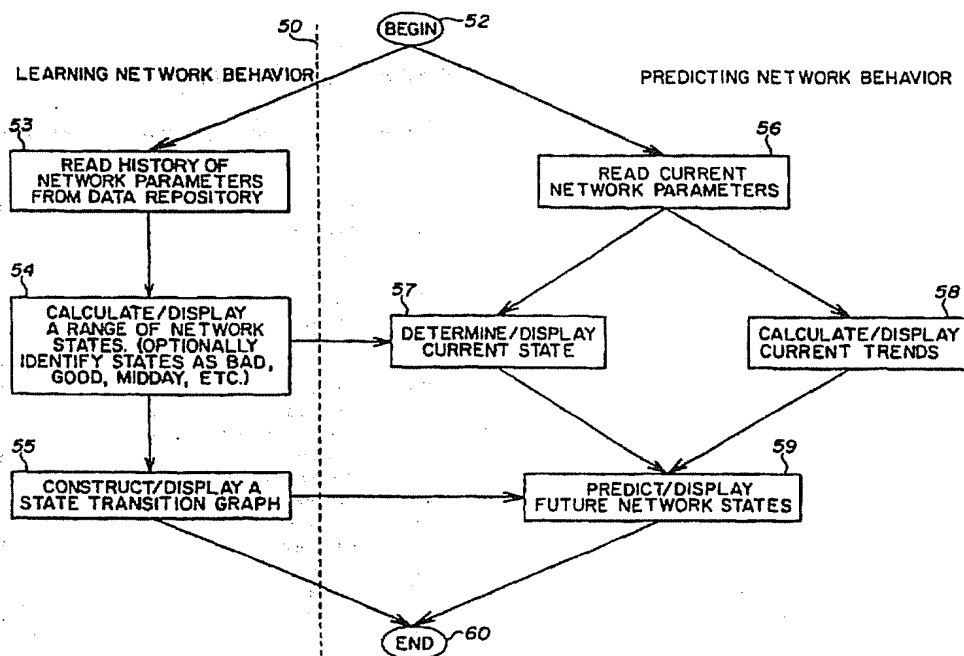 50
BEGIN
52
LEARNING NETWORK BEHAVIOR
PREDICTING NETWORK BEHAVIOR
53
READ HISTORY OF
NETWORK PARAMETERS
FROM DATA REPOSITORY
56
READ CURRENT
NETWORK PARAMETERS
54
CALCULATE/DISPLAY
A RANGE OF NETWORK
STATES. (OPTIONALLY
IDENTIFY STATES AS BAD,
GOOD, MIDDAY, ETC.)
57
DETERMINE/DISPLAY
CURRENT STATE
58
CALCULATE/DISPLAY
CURRENT TRENDS
55
CONSTRUCT/DISPLAY A
STATE TRANSITION GRAPH
59
PREDICT/DISPLAY
FUTURE NETWORK STATES
END
60